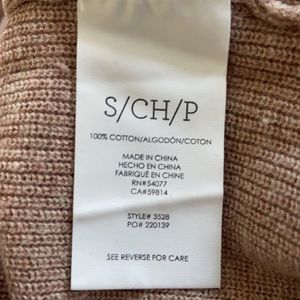 S/CH/P
100% COTTON/ALGODÓN/COTON
MADE IN CHINA
HECHO EN CHINA
FABRIQUÉ EN CHINE
RN#54077
CA#59814
STYLE# 3528
PO# 220139
SEE REVERSE FOR CARE